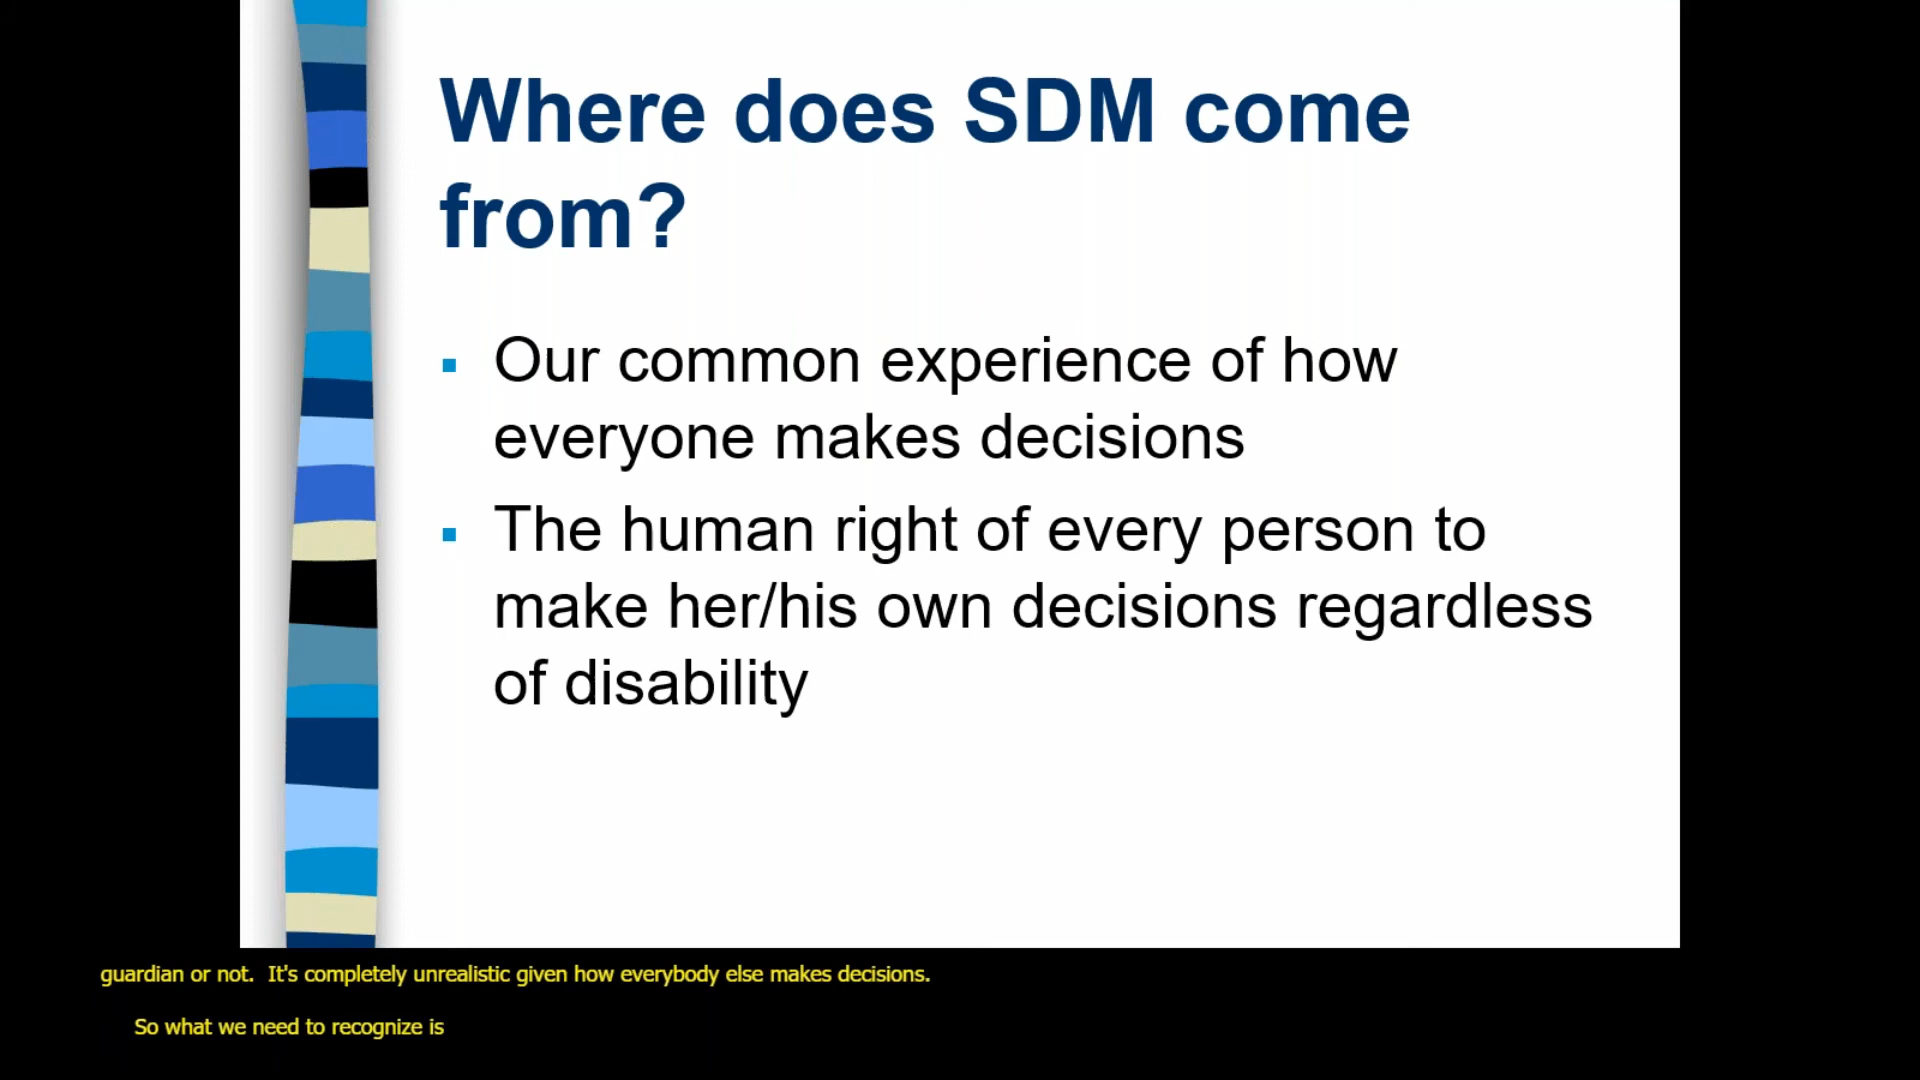 Where does SDM come
from?
Our common experience of how
everyone makes decisions
The human right of every person to
make her/his own decisions regardless
of disability
guardian or not.  It's completely unrealistic given how everybody else makes decisions.
So what we need to recognize is